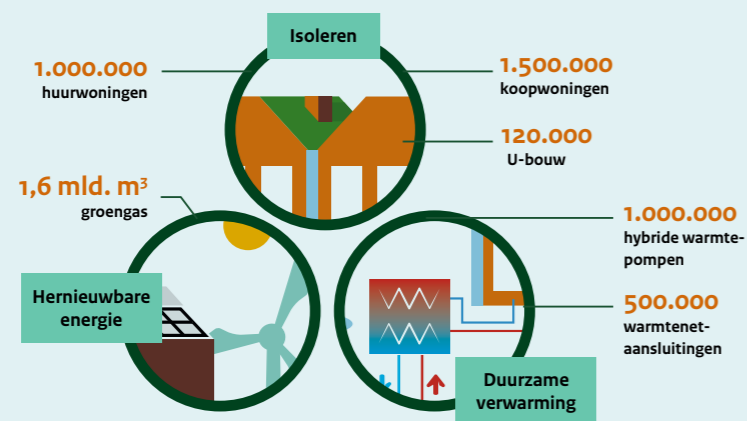 Isoleren
1.000.000
huurwoningen
1.500.000
koopwoningen
120.000
U-bouw
1,6 mld. m³
groengas
1.000.000
hybride warmte-
pompen
Hernieuwbare
energie
500.000
warmtenet-
aansluitingen
Duurzame
verwarming